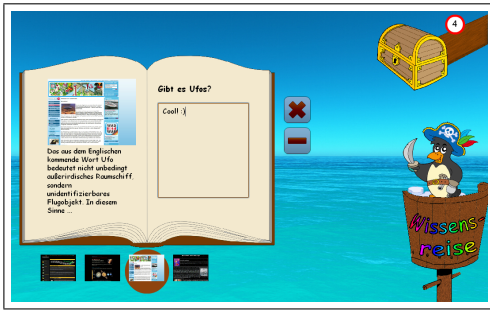 4
Gibt es Ufos?
Cool! :)
Das aus dem Englischen
kommende Wort Ufo
bedeutet nicht unbedingt
außerirdisches Raumschiff,
sondern
unidentifizierbares
Flugobjekt. In diesem
Sinne ...
Wissens-
reise